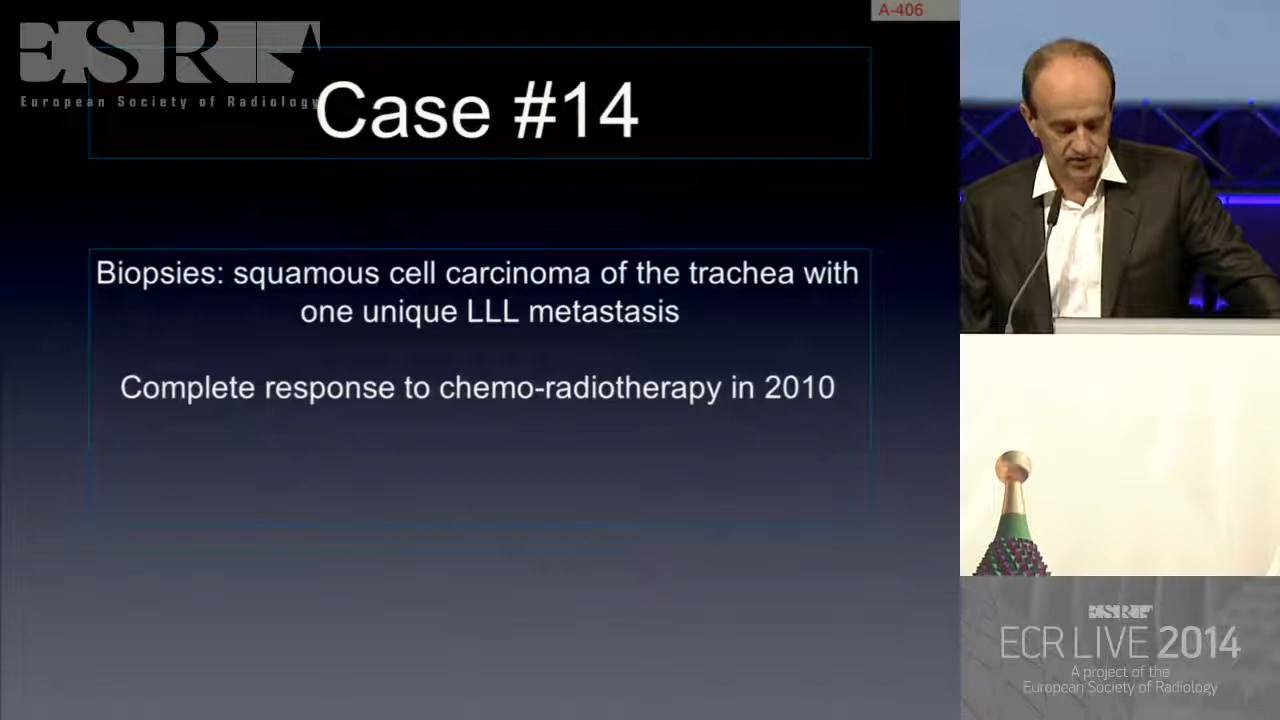 A-406
ESR
European Society of Radiology
Case #14
Biopsies: squamous cell carcinoma of the trachea with
one unique LLL metastasis
Complete response to chemo-radiotherapy in 2010
ESR
ECR LIVE 2014
A project of the
European Society of Radiology